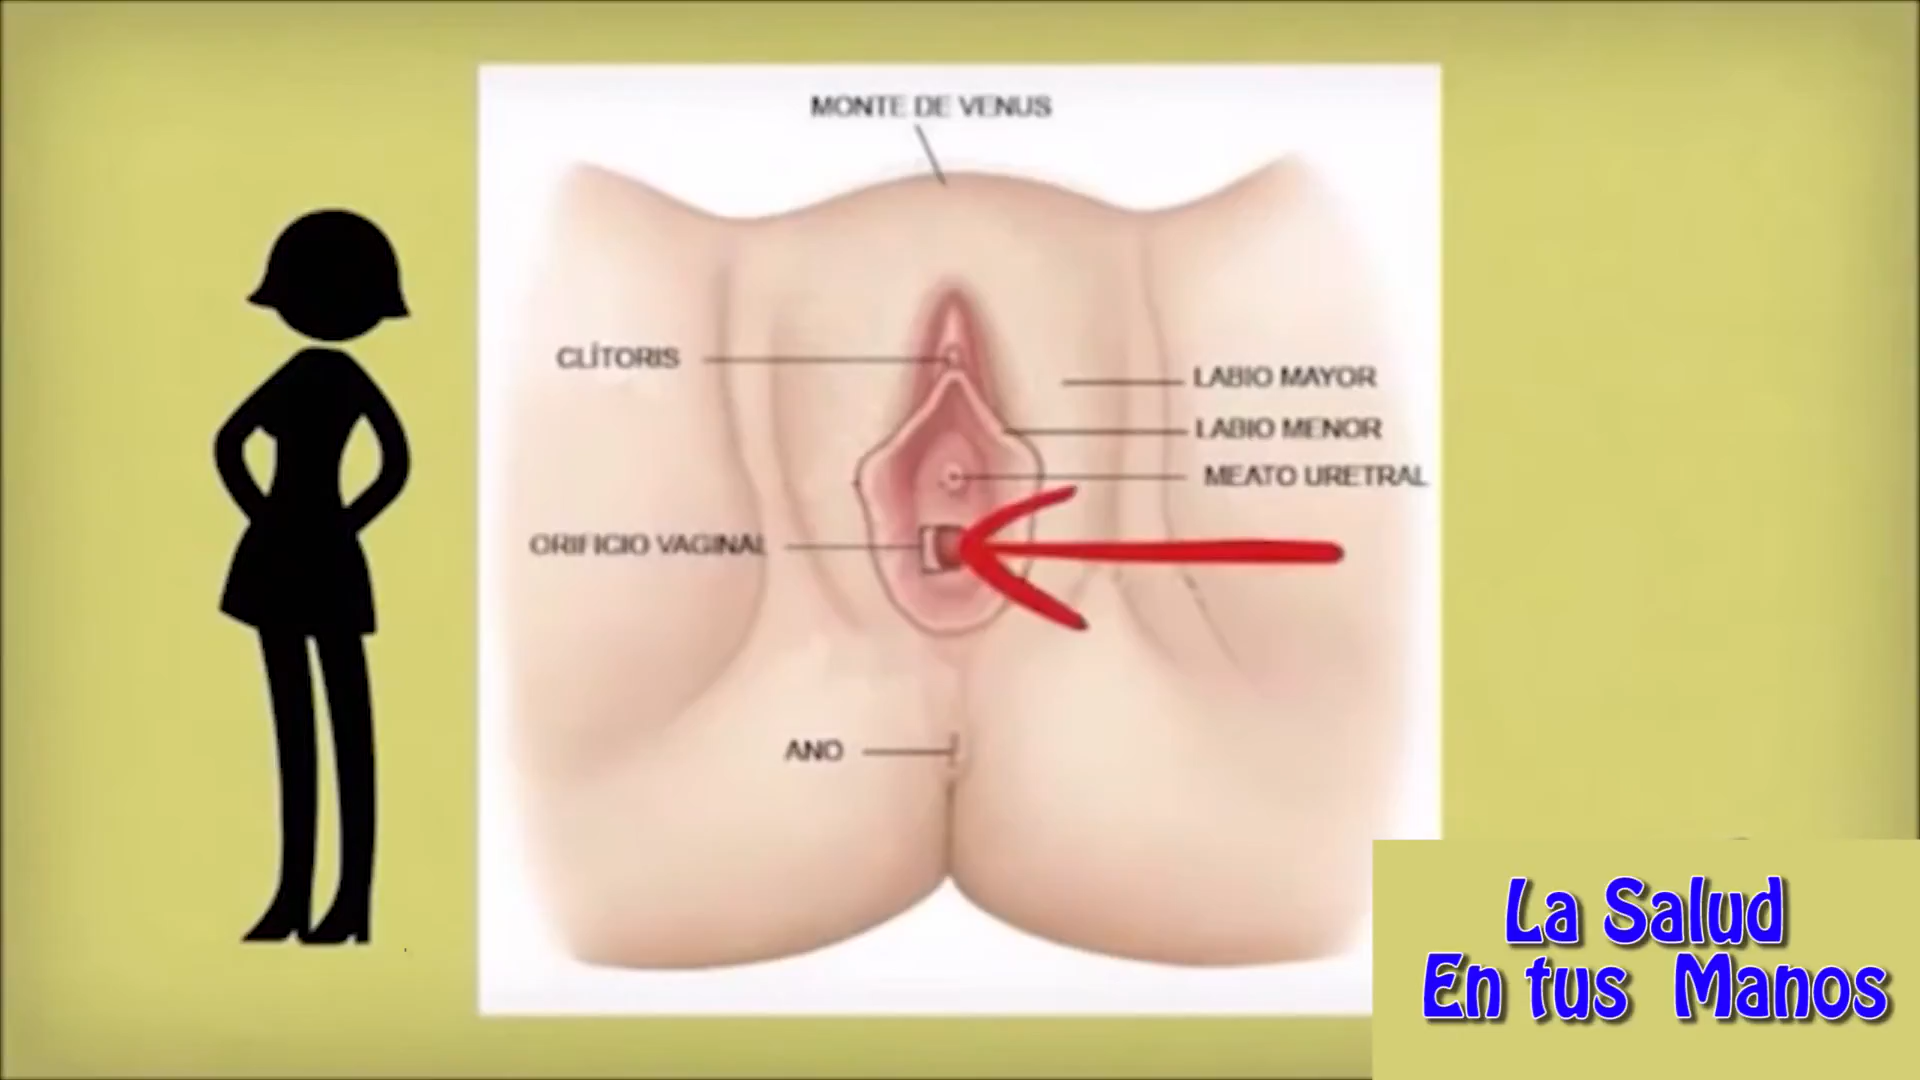 MONTE DE VENUS
CLÍTORIS
LABIO MAYOR
LABIO MENOR
MEATO URETRAL
ORIFICIO VAGINAL
ANO
La Salud
En tus Manos